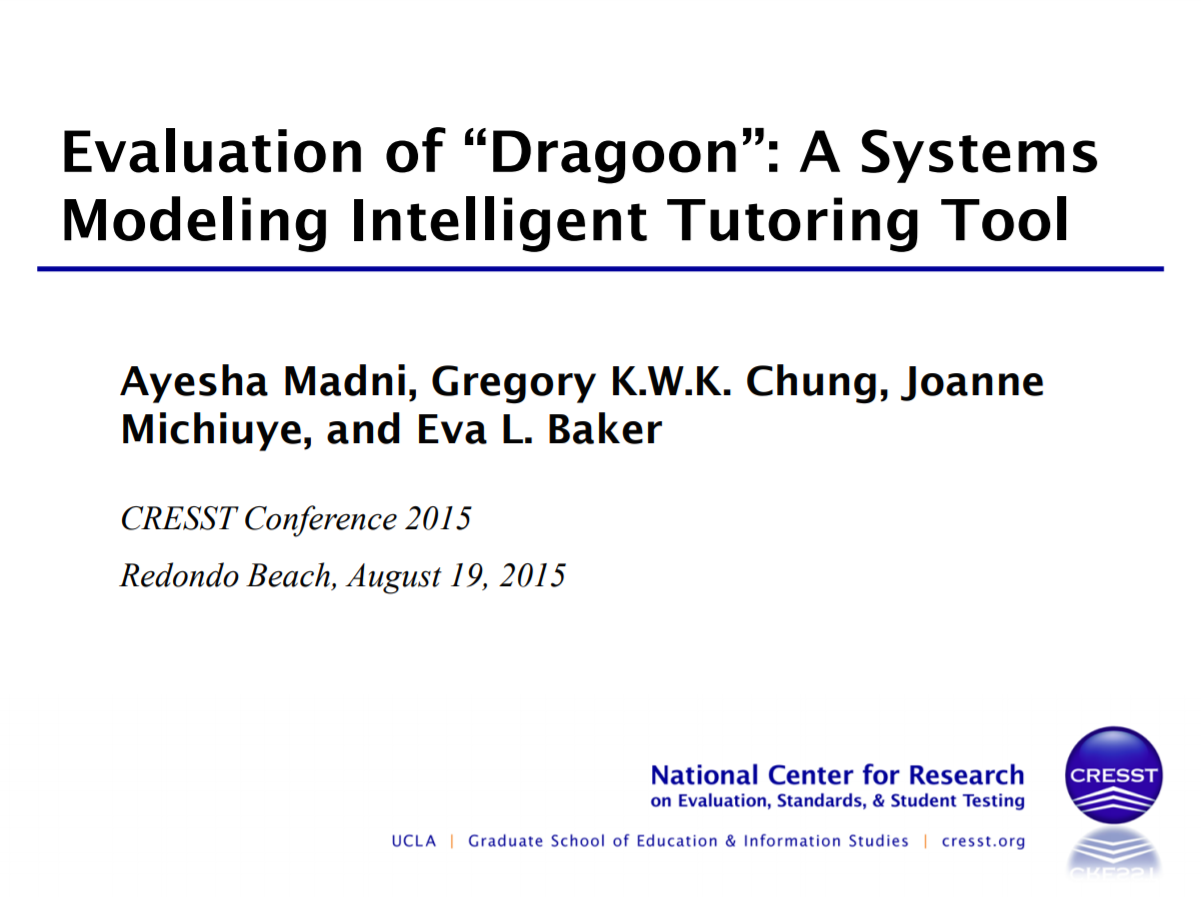 Evaluation of “Dragoon”: A Systems
Modeling Intelligent Tutoring Tool
Ayesha Madni, Gregory K.W.K. Chung, Joanne
Michiuye, and Eva L. Baker
CRESST Conference 2015
Redondo Beach, August 19, 2015
National Center for Research
on Evaluation, Standards, & Student Testing
CRESST
UCLA | Graduate School of Education & Information Studies | cresst.org